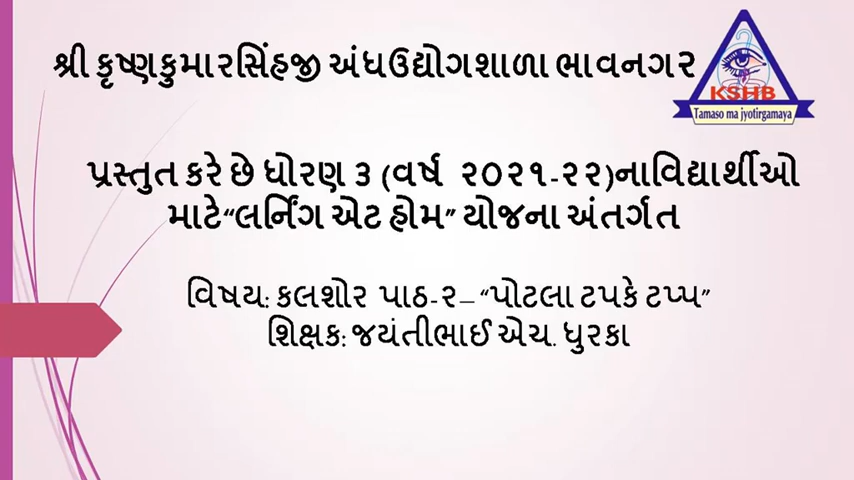 શ્રી કૃષ્ણકુમારસિંહજી અંધઉદ્યોગશાળા ભાવનગર
KSHB
Tamaso ma jyotirgamaya
પ્રસ્તુત કરે છે ધોરણ ૩ (વર્ષ ૨૦૨૧-૨૨)નાવિદ્યાર્થીઓ
માટે“લર્નિંગ એટ હોમ” યોજના અંતર્ગત
વિષય: કલશોર પાઠ-૨– “પોટલા ટપકે ટપ્પ”
શિક્ષક: જયંતીભાઈ એચ. ધુરકા